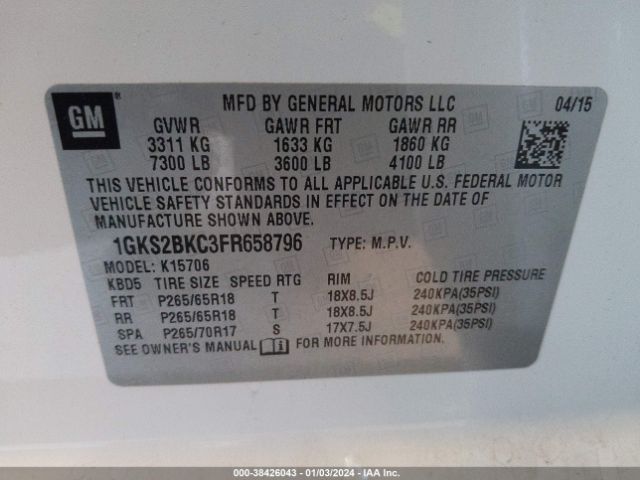 GM ® MFD BY GENERAL MOTORS LLC 04/15
GVWR GAWR FRT GAWR RR
3311 KG 1633 KG 1860 KG
7300 LB 3600 LB 4100 LB
THIS VEHICLE CONFORMS TO ALL APPLICABLE U.S. FEDERAL MOTOR
VEHICLE SAFETY STANDARDS IN EFFECT ON THE DATE OF
MANUFACTURE SHOWN ABOVE.
1GKS2BKC3FR658796 TYPE: M.P.V.
MODEL: K15706
KBD5 TIRE SIZE SPEED RTG RIM COLD TIRE PRESSURE
FRT P265/65R18 T 18X8.5J 240KPA(35PSI)
RR P265/65R18 T 18X8.5J 240KPA(35PSI)
SPA P265/70R17 S 17X7.5J 240KPA(35PSI)
SEE OWNER'S MANUAL i FOR MORE INFORMATION.
000-38426043 - 01/03/2024 - IAA Inc.